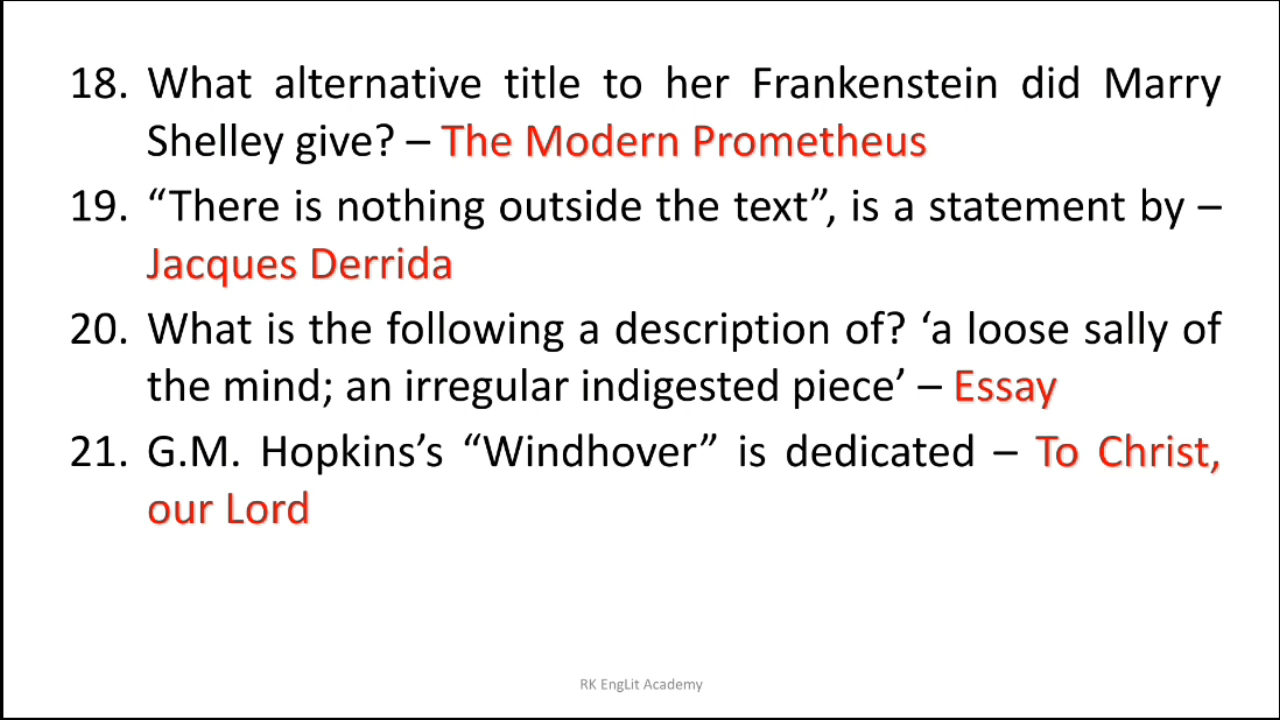 18. What alternative title to her Frankenstein did Marry
Shelley give? – The Modern Prometheus
19. “There is nothing outside the text”, is a statement by –
Jacques Derrida
20. What is the following a description of? ‘a loose sally of
the mind; an irregular indigested piece’ – Essay
21. G.M. Hopkins’s “Windhover” is dedicated – To Christ,
our Lord
RK EngLit Academy